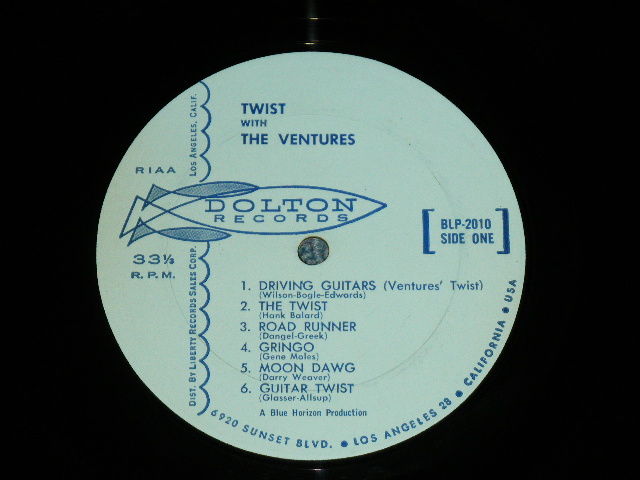 TWIST
WITH
THE VENTURES
RIAA
DOLTON
RECORDS
33⅓
R.P.M.
BLP-2010
SIDE ONE
1. DRIVING GUITARS (Ventures' Twist)
(Wilson-Bogle-Edwards)
2. THE TWIST
(Hank Balard)
3. ROAD RUNNER
(Dangel-Greek)
4. GRINGO
(Gene Moles)
5. MOON DAWG
(Darry Weaver)
6. GUITAR TWIST
(Glasser-Allsup)
A Blue Horizon Production
DIST. BY LIBERTY RECORDS SALES CORP. LOS ANGELES, CALIF.
6920 SUNSET BLVD. • LOS ANGELES 28 • CALIFORNIA • USA